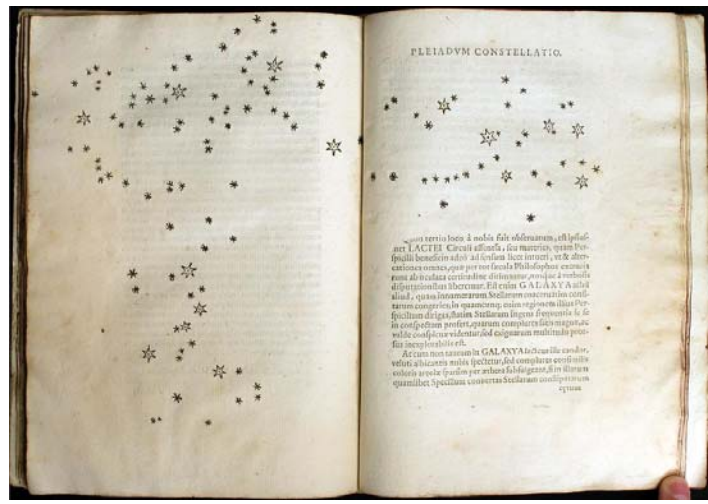 PLEIADVM CONSTELLATIO.
tertio loco à nobis fuit obseruatum, est ipsius-
met LACTEI Circuli essentia, seu materies, quam Per-
spicilli beneficio adeò ad sensum licet intueri, vt & alter-
cationes omnes, quæ per tot sæcula Philosophos excrucia
runt ab oculata certitudine dirimantur, nosque à verbosis
disputationibus liberemur. Est enim GALAXYA nihil
aliud, quam innumerarum Stellarum coaceruatim consi-
tarum congeries, in quamcunq; enim regionem illius Per-
spicillum dirigas, statim Stellarum ingens frequentia se se
in conspectum profert, quarum complures satis magnæ, ac
valde conspicuæ videntur, sed exiguarum multitudo pror-
sus inexplorabilis est.
At cum non tantum in GALAXYA lacteus ille candor,
veluti albicantis nubis spectetur, sed complures consimilis
coloris areolæ sparsim per æthera subfulgeant, si in illarum
quamlibet Specillum conuertas Stellarum constipatarum